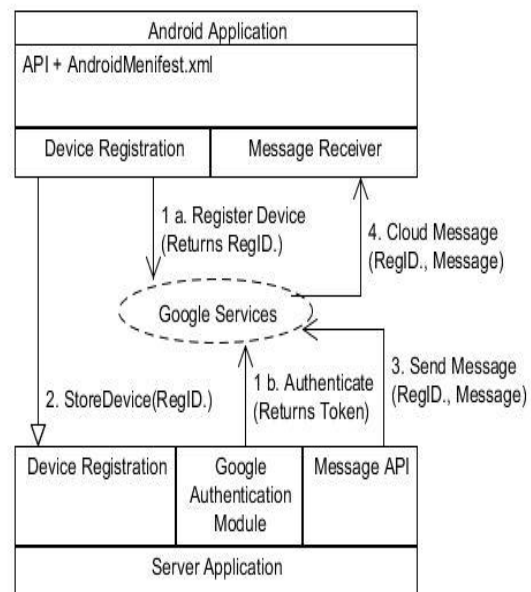 Android Application
API + AndroidMenifest.xml
Device Registration
Message Receiver
1 a. Register Device
(Returns RegID.)
4. Cloud Message
(RegID., Message)
Google Services
2. StoreDevice(RegID.)
1 b. Authenticate
(Returns Token)
3. Send Message
(RegID., Message)
Device Registration
Google
Authentication
Module
Message API
Server Application